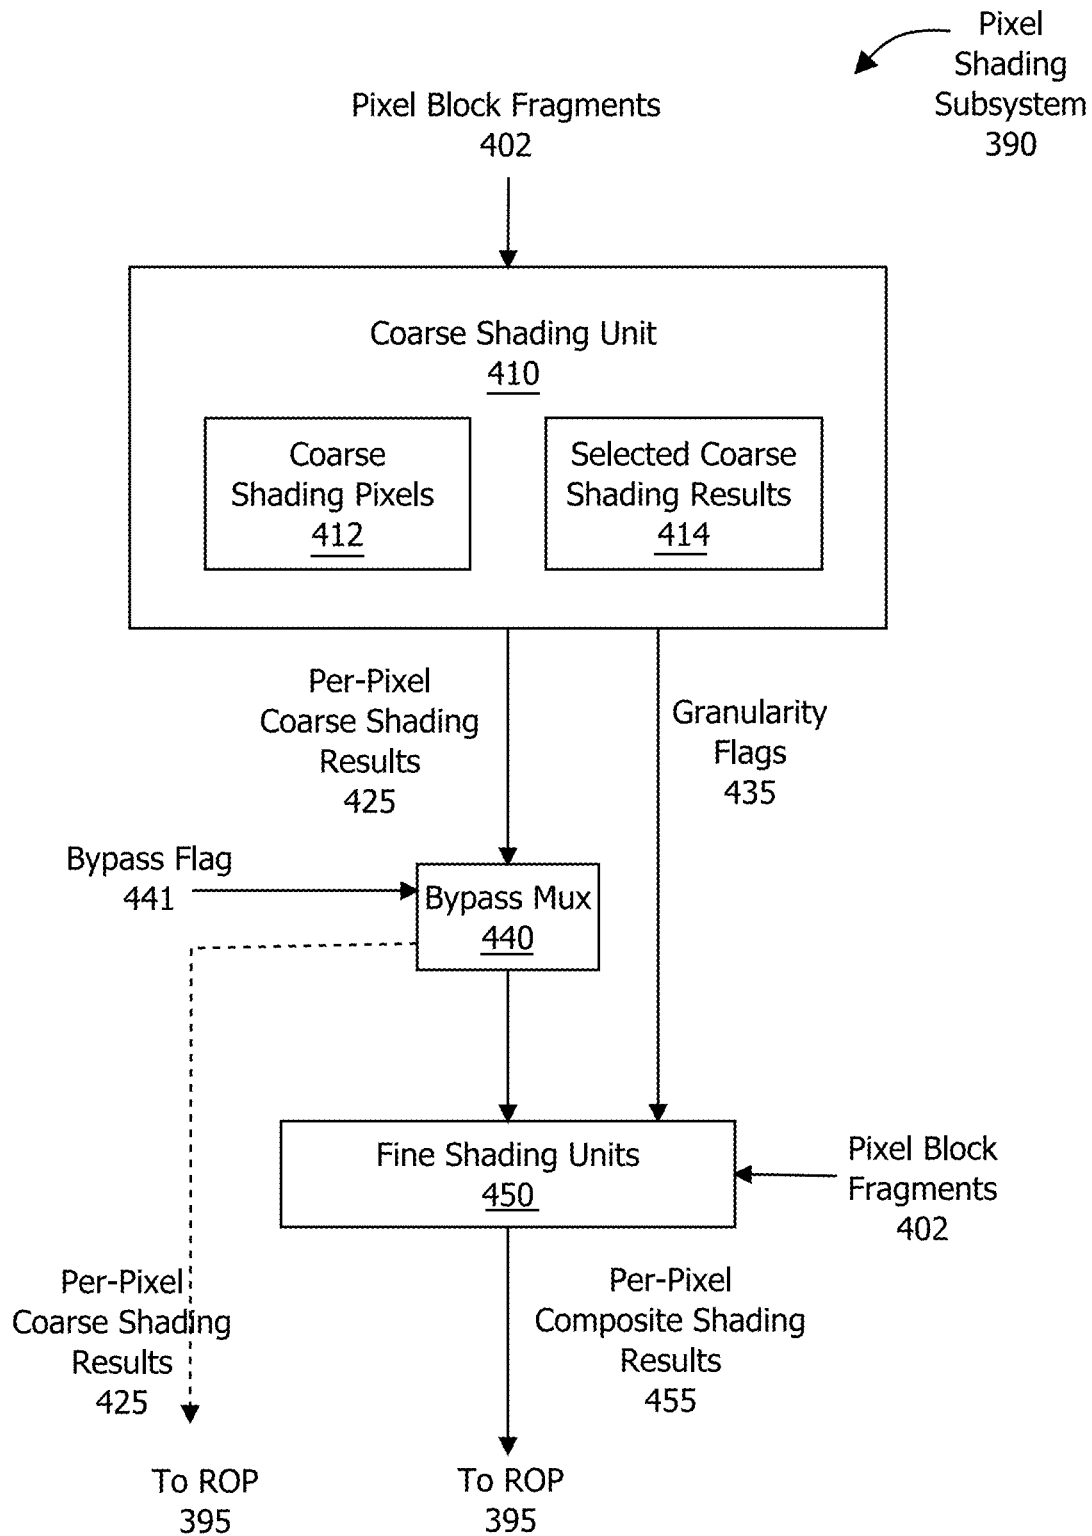 Pixel
Shading
Subsystem
390
Pixel Block Fragments
402
Coarse Shading Unit
410
Coarse
Shading Pixels
412
Selected Coarse
Shading Results
414
Per-Pixel
Coarse Shading
Results
425
Granularity
Flags
435
Bypass Flag
441
Bypass Mux
440
Fine Shading Units
450
Pixel Block
Fragments
402
Per-Pixel
Coarse Shading
Results
425
Per-Pixel
Composite Shading
Results
455
To ROP
395
To ROP
395